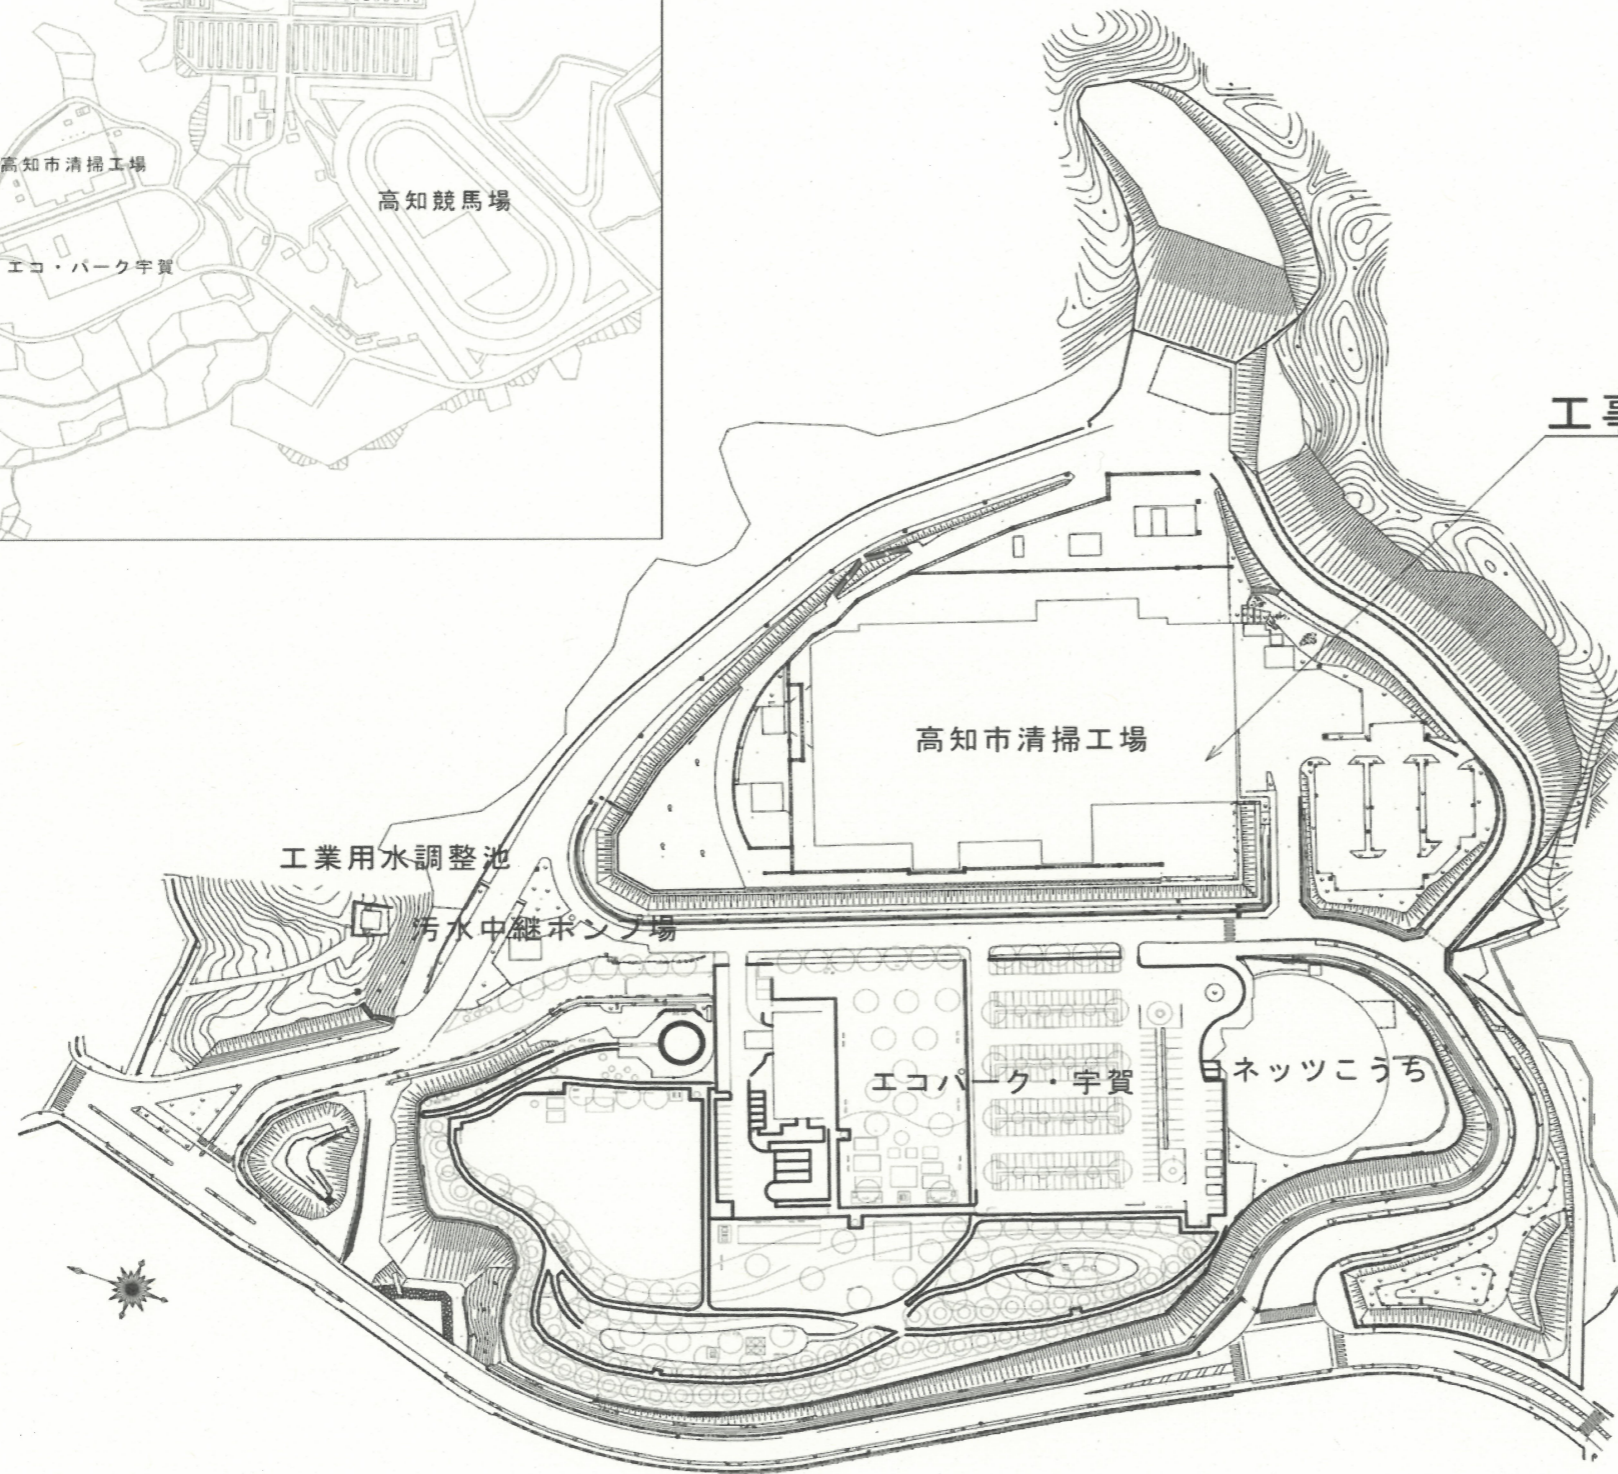 高知市清掃工場
高知競馬場
エコ・パーク宇賀
工事
高知市清掃工場
工業用水調整池
汚水中継ポンプ場
エコパーク・宇賀
ヨネッツこうち